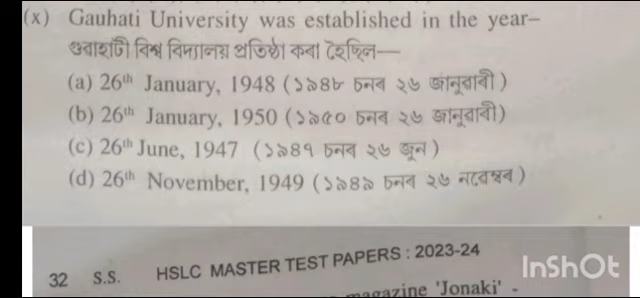 (x) Gauhati University was established in the year–
গুৱাহাটী বিশ্ব বিদ্যালয় প্ৰতিষ্ঠা কৰা হৈছিল—
(a) 26th January, 1948 (১৯৪৮ চনৰ ২৬ জানুৱাৰী)
(b) 26th January, 1950 (১৯৫০ চনৰ ২৬ জানুৱাৰী)
(c) 26th June, 1947 (১৯৪৭ চনৰ ২৬ জুন)
(d) 26th November, 1949 (১৯৪৯ চনৰ ২৬ নৱেম্বৰ)
32 S.S. HSLC MASTER TEST PAPERS : 2023-24
InShOt
magazine 'Jonaki' -